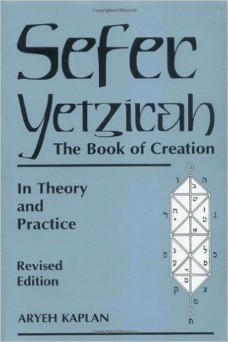 Sefer
Yetzirah
The Book of Creation
In Theory
and
Practice
Revised
Edition
ARYEH KAPLAN